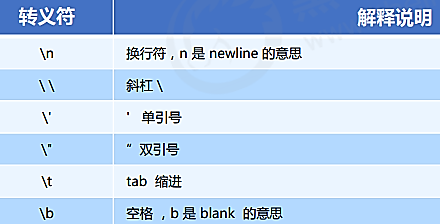 转义符 解释说明
\n 换行符，n 是 newline 的意思
\ \ 斜杠 \
\' ' 单引号
\" “ 双引号
\t tab 缩进
\b 空格 ，b 是 blank 的意思